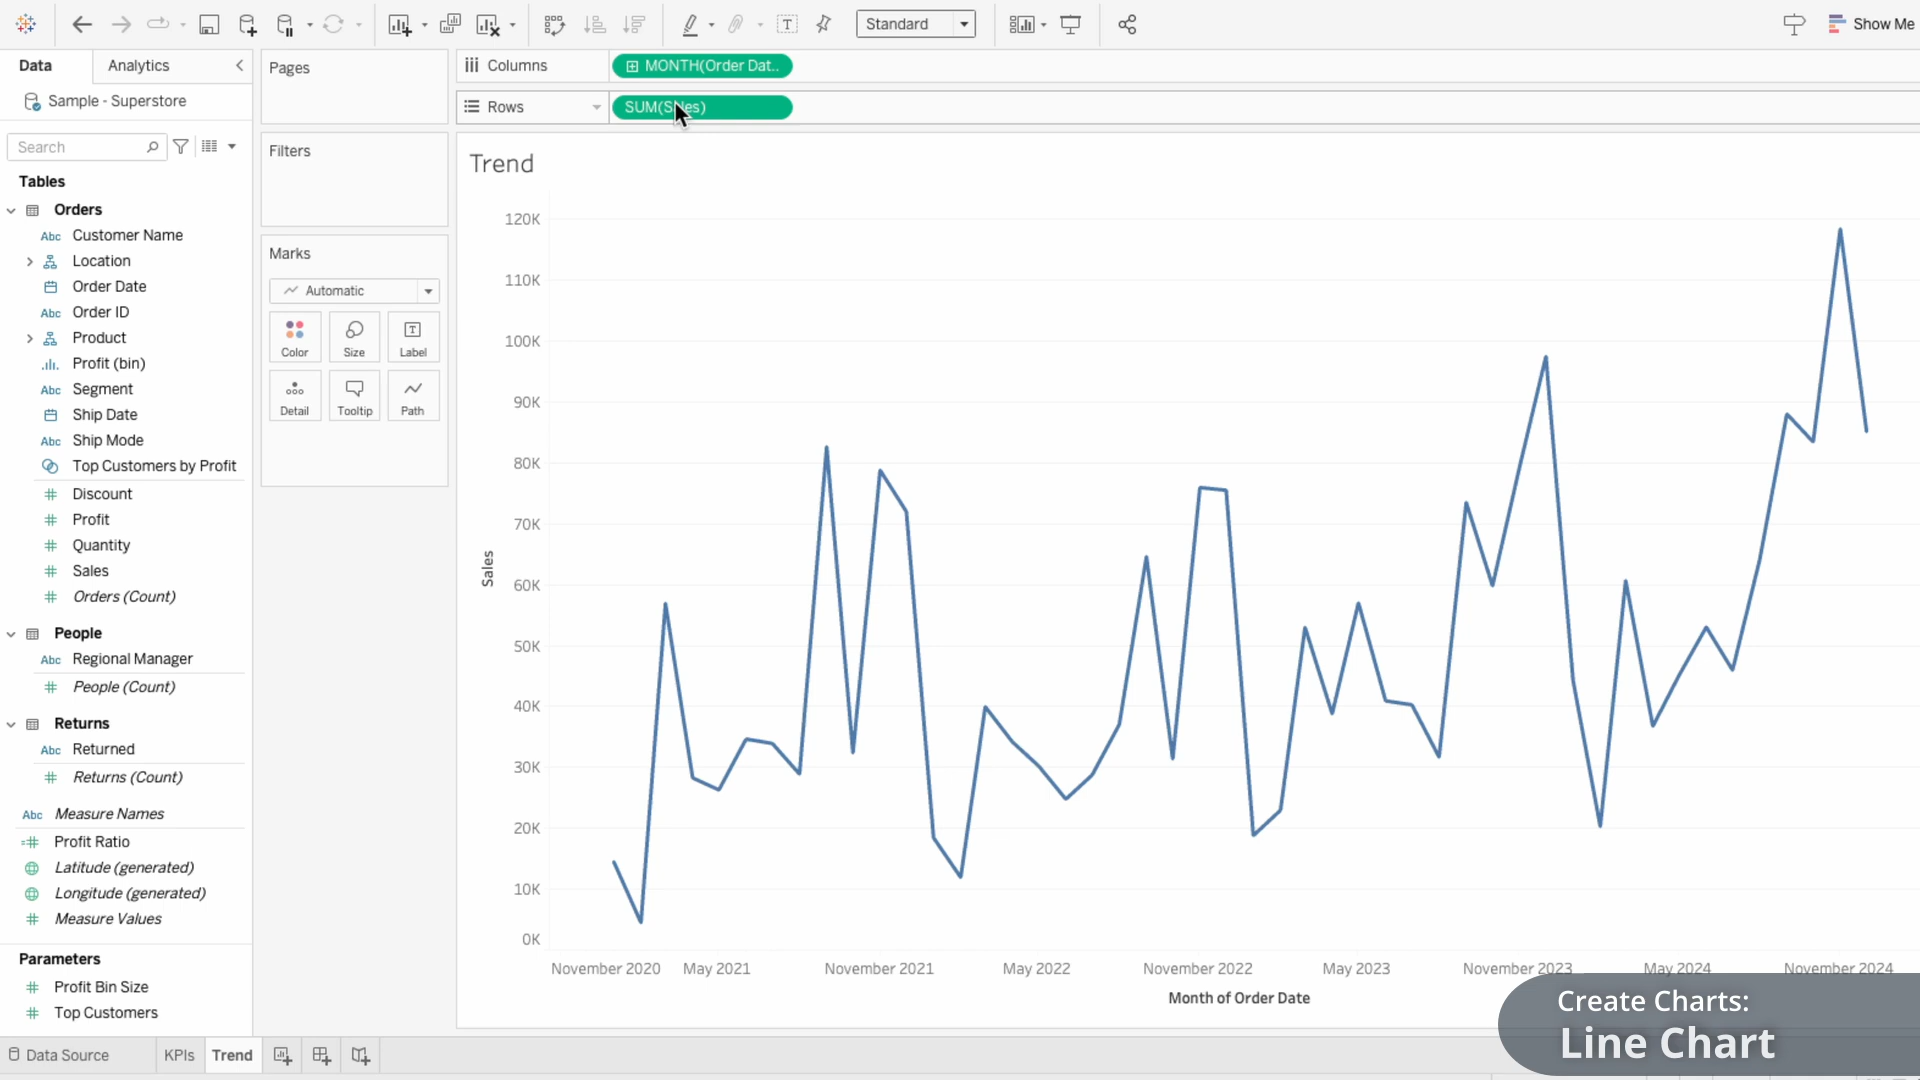 Standard
Show Me
Data
Analytics
Sample - Superstore
Search
Tables
Orders
Abc Customer Name
Location
Order Date
Abc Order ID
Product
Profit (bin)
Abc Segment
Ship Date
Abc Ship Mode
Top Customers by Profit
# Discount
# Profit
# Quantity
# Sales
# Orders (Count)
People
Abc Regional Manager
# People (Count)
Returns
Abc Returned
# Returns (Count)
Abc Measure Names
=# Profit Ratio
Latitude (generated)
Longitude (generated)
# Measure Values
Parameters
# Profit Bin Size
# Top Customers
Pages
Filters
Marks
Automatic
Color
Size
T
Label
Detail
Tooltip
Path
Columns
MONTH(Order Dat..
Rows
SUM(Sales)
Trend
120K
110K
100K
90K
80K
70K
60K
50K
40K
30K
20K
10K
0K
Sales
November 2020
May 2021
November 2021
May 2022
November 2022
May 2023
November 2023
May 2024
November 2024
Month of Order Date
Create Charts:
Line Chart
Data Source
KPIs
Trend